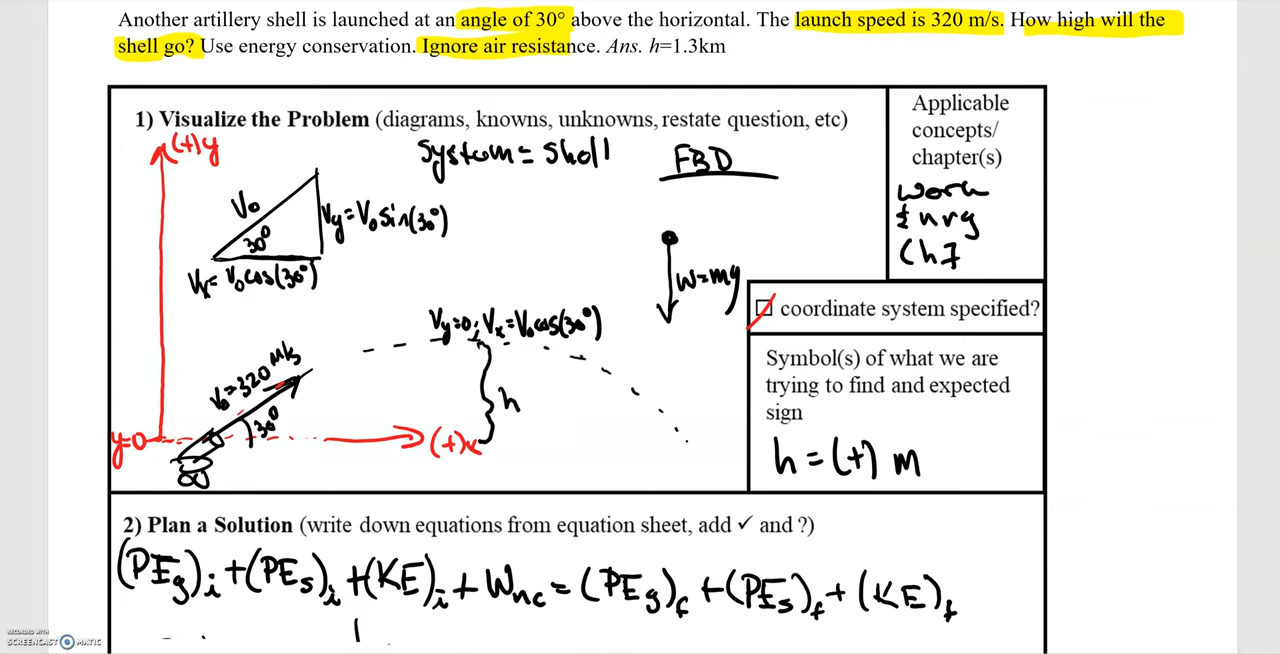 Another artillery shell is launched at an angle of 30° above the horizontal. The launch speed is 320 m/s. How high will the
shell go? Use energy conservation. Ignore air resistance. Ans. h=1.3km
1) Visualize the Problem (diagrams, knowns, unknowns, restate question, etc)
(+)y
System = Shell
FBD
V₀
30°
Vy=V₀sin(30°)
Vx= V₀cos(30°)
W=mg
Vy=0; Vx=V₀cos(30°)
V₀=320 m/s
30°
h
y=0
(+)x
Applicable
concepts/
chapter(s)
Work
nrg
Ch7
coordinate system specified?
Symbol(s) of what we are
trying to find and expected
sign
h = (+) m
2) Plan a Solution (write down equations from equation sheet, add ✓ and ?)
(PEg)i + (PEs)i + (KE)i + Wnc = (PEg)f + (PEs)f + (KE)f
RECORDED WITH
SCREENCAST MATIC